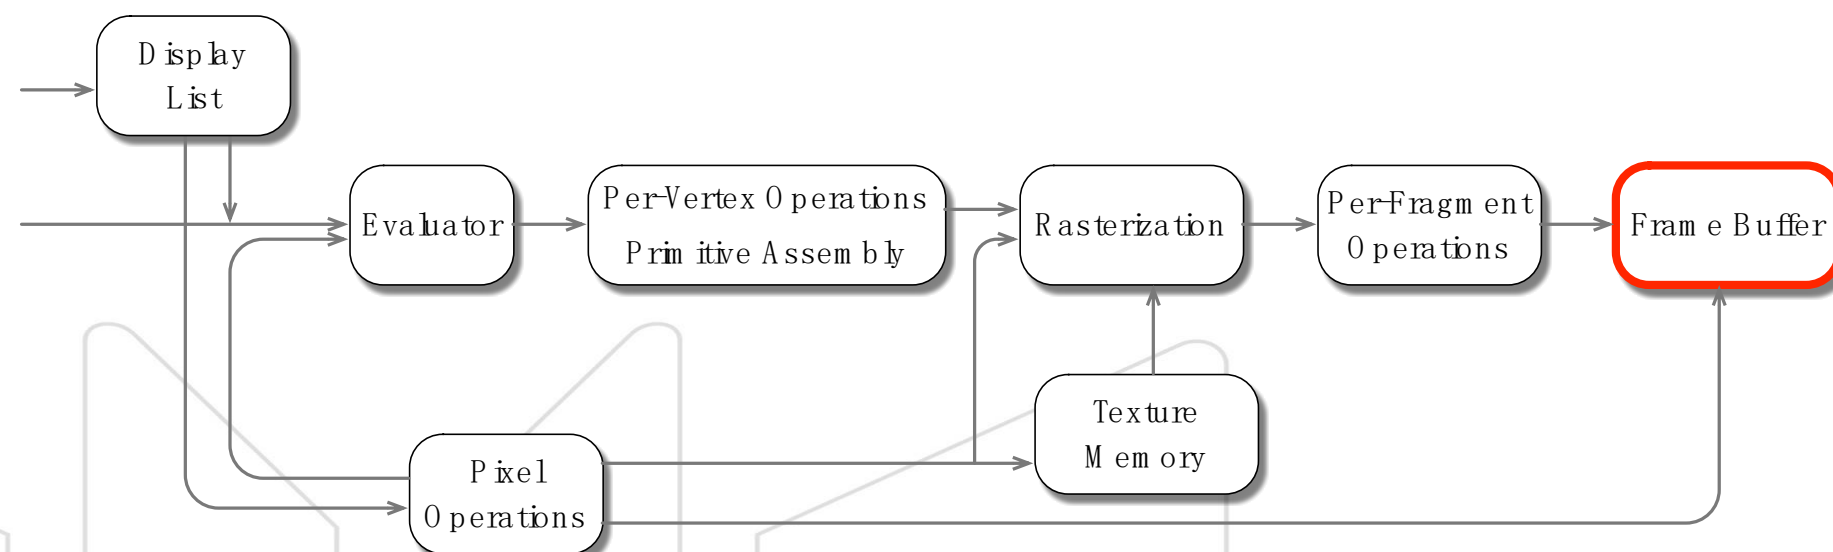 Display
List
Evaluator
Per-Vertex Operations
Primitive Assembly
Rasterization
Per-Fragment
Operations
Frame Buffer
Texture
Memory
Pixel
Operations